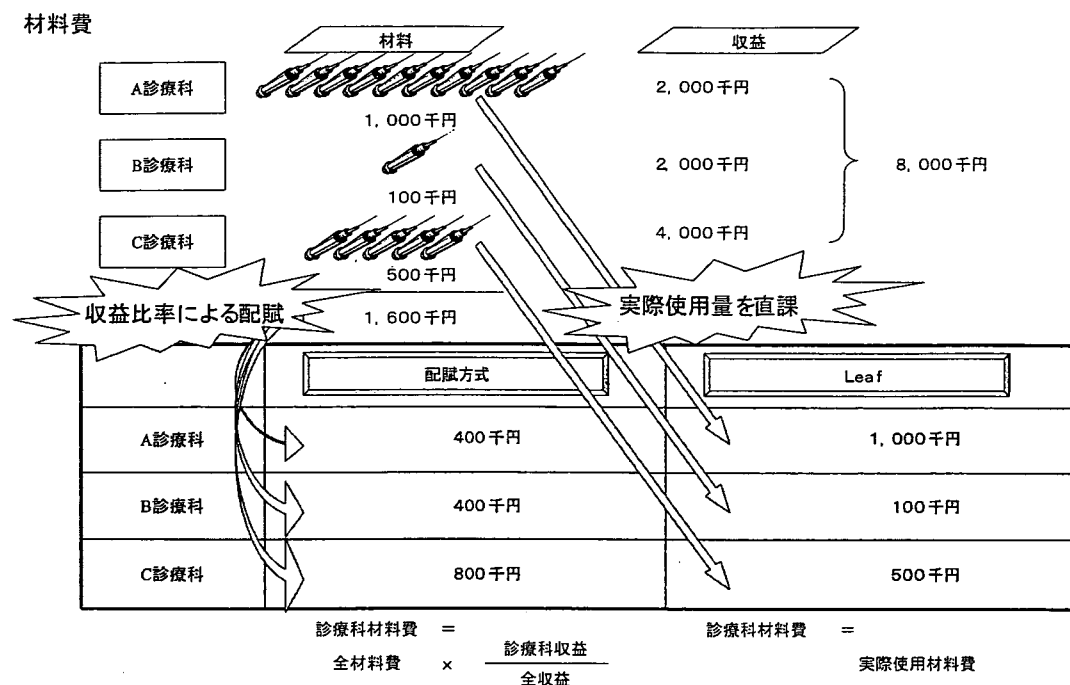 材料費
材料 収益
A診療科 2,000千円
1,000千円
B診療科 2,000千円 8,000千円
100千円
C診療科 4,000千円
500千円
収益比率による配賦 実際使用量を直課
1,600千円
配賦方式 Leaf
A診療科 400千円 1,000千円
B診療科 400千円 100千円
C診療科 800千円 500千円
診療科材料費 = 診療科材料費 =
全材料費 × 診療科収益 実際使用材料費
全収益